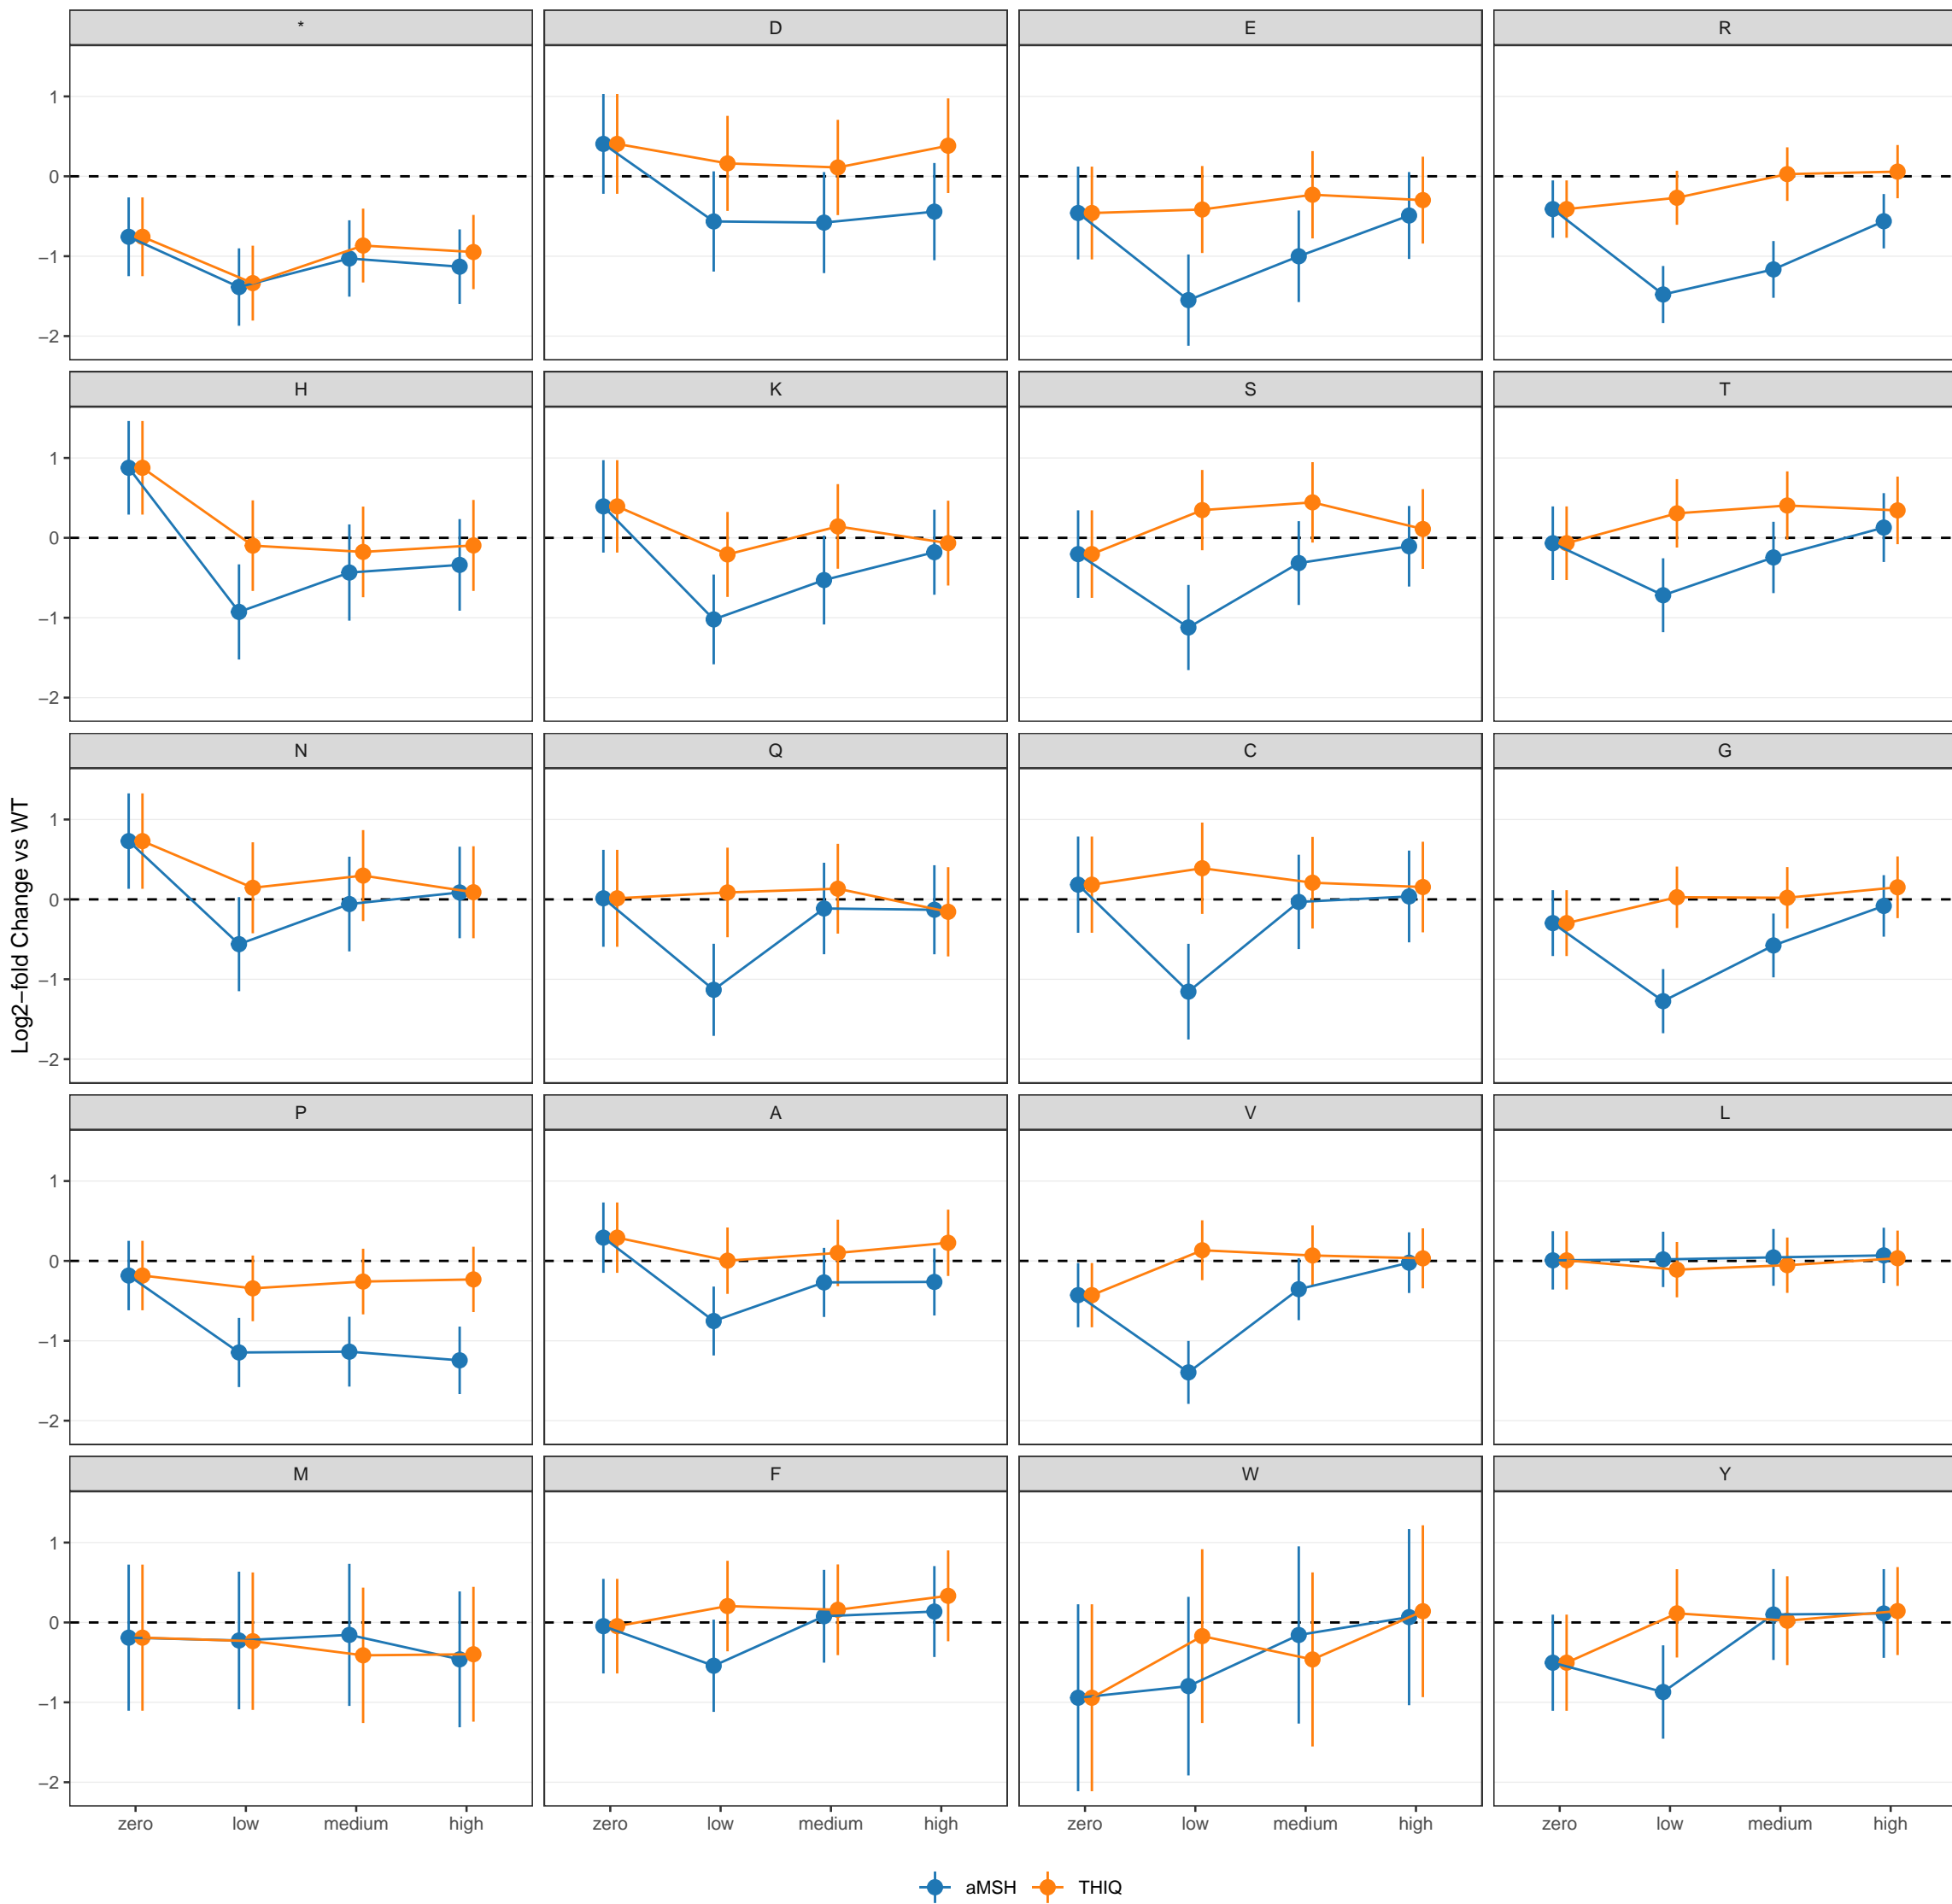 * D E R
1
0
−1
−2
H K S T
1
0
−1
−2
N Q C G
1
0
−1
−2
P A V L
1
0
−1
−2
M F W Y
1
0
−1
−2
zero low medium high zero low medium high zero low medium high zero low medium high
Log2−fold Change vs WT
aMSH THIQ